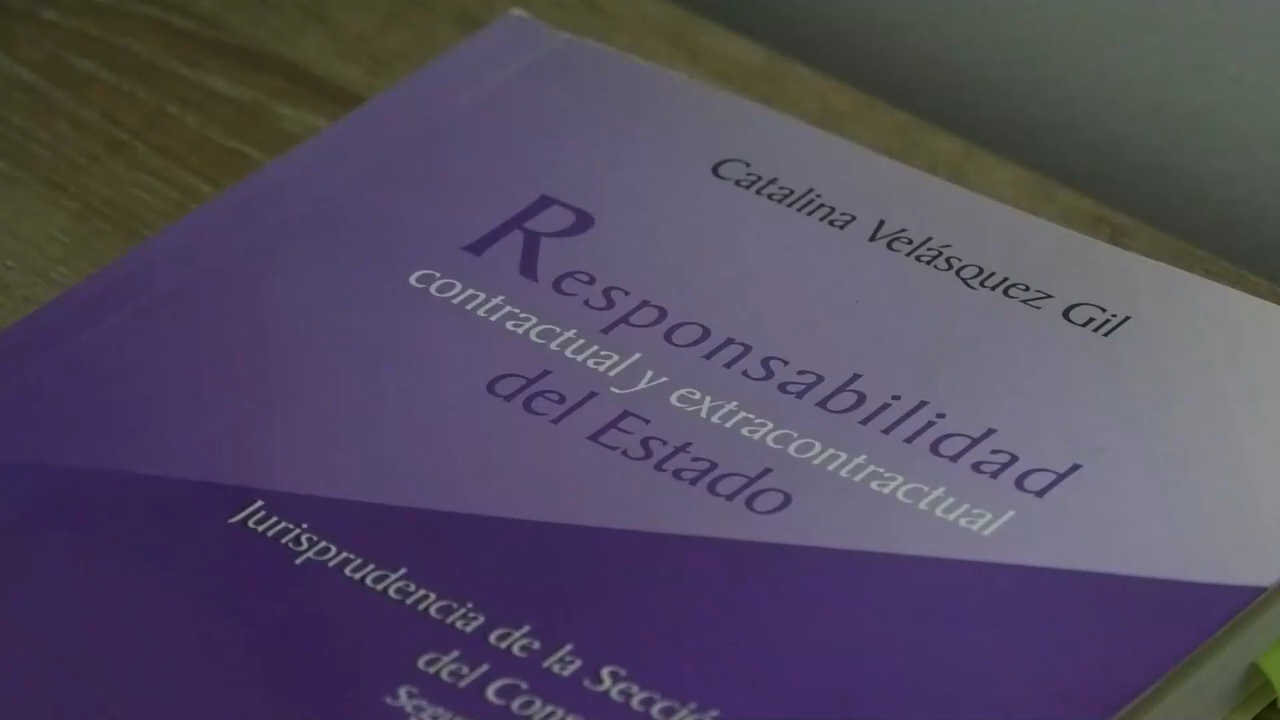 Catalina Velásquez Gil
Responsabilidad
contractual y extracontractual
del Estado
Jurisprudencia de la
del